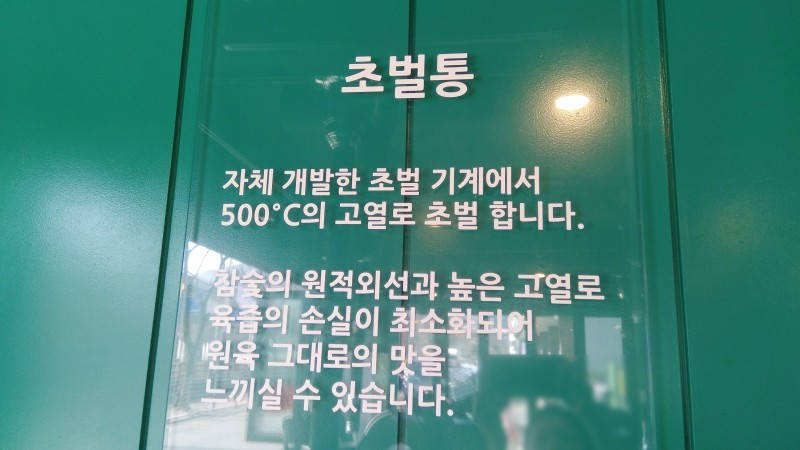 초벌통
자체 개발한 초벌 기계에서
500°C의 고열로 초벌 합니다.
참숯의 원적외선과 높은 고열로
육즙의 손실이 최소화되어
원육 그대로의 맛을
느끼실 수 있습니다.